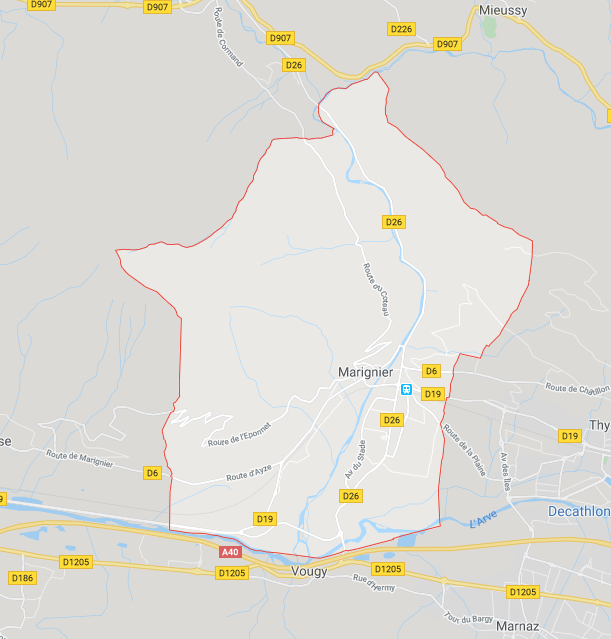 D907
D907
Mieussy
D226
D907
D907
D26
Route de Cormand
D26
Route du Coteau
Marignier
D6
D19
Route de Châtillon
D26
Route de l'Epornnet
Route de la Plaine
D19
Thy
se
Route de Marignier
D6
Route d'Ayze
Av. du Stade
Av. des Îles
D26
9
D19
L'Arve
Decathlon
A40
D1205
D1205
D1205
D186
Vougy
Rue d'Hermy
D1205
Tour du Bargy
Marnaz